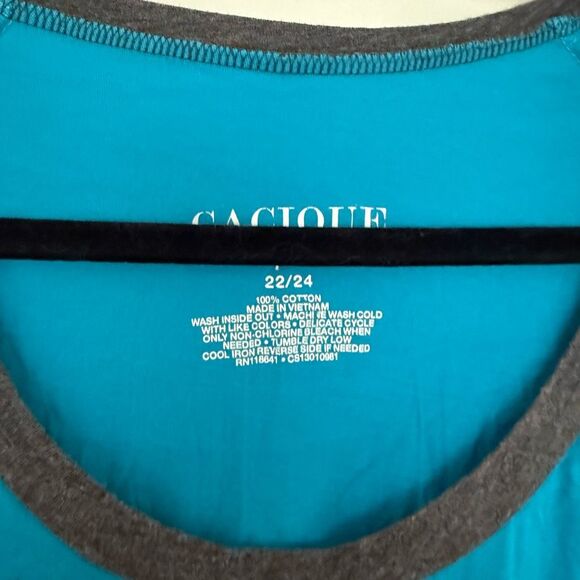 CACIQUE
22/24
100% COTTON
MADE IN VIETNAM
WASH INSIDE OUT • MACHINE WASH COLD
WITH LIKE COLORS • DELICATE CYCLE
ONLY NON-CHLORINE BLEACH WHEN
NEEDED • TUMBLE DRY LOW
COOL IRON REVERSE SIDE IF NEEDED
RN118641 • CS13010981